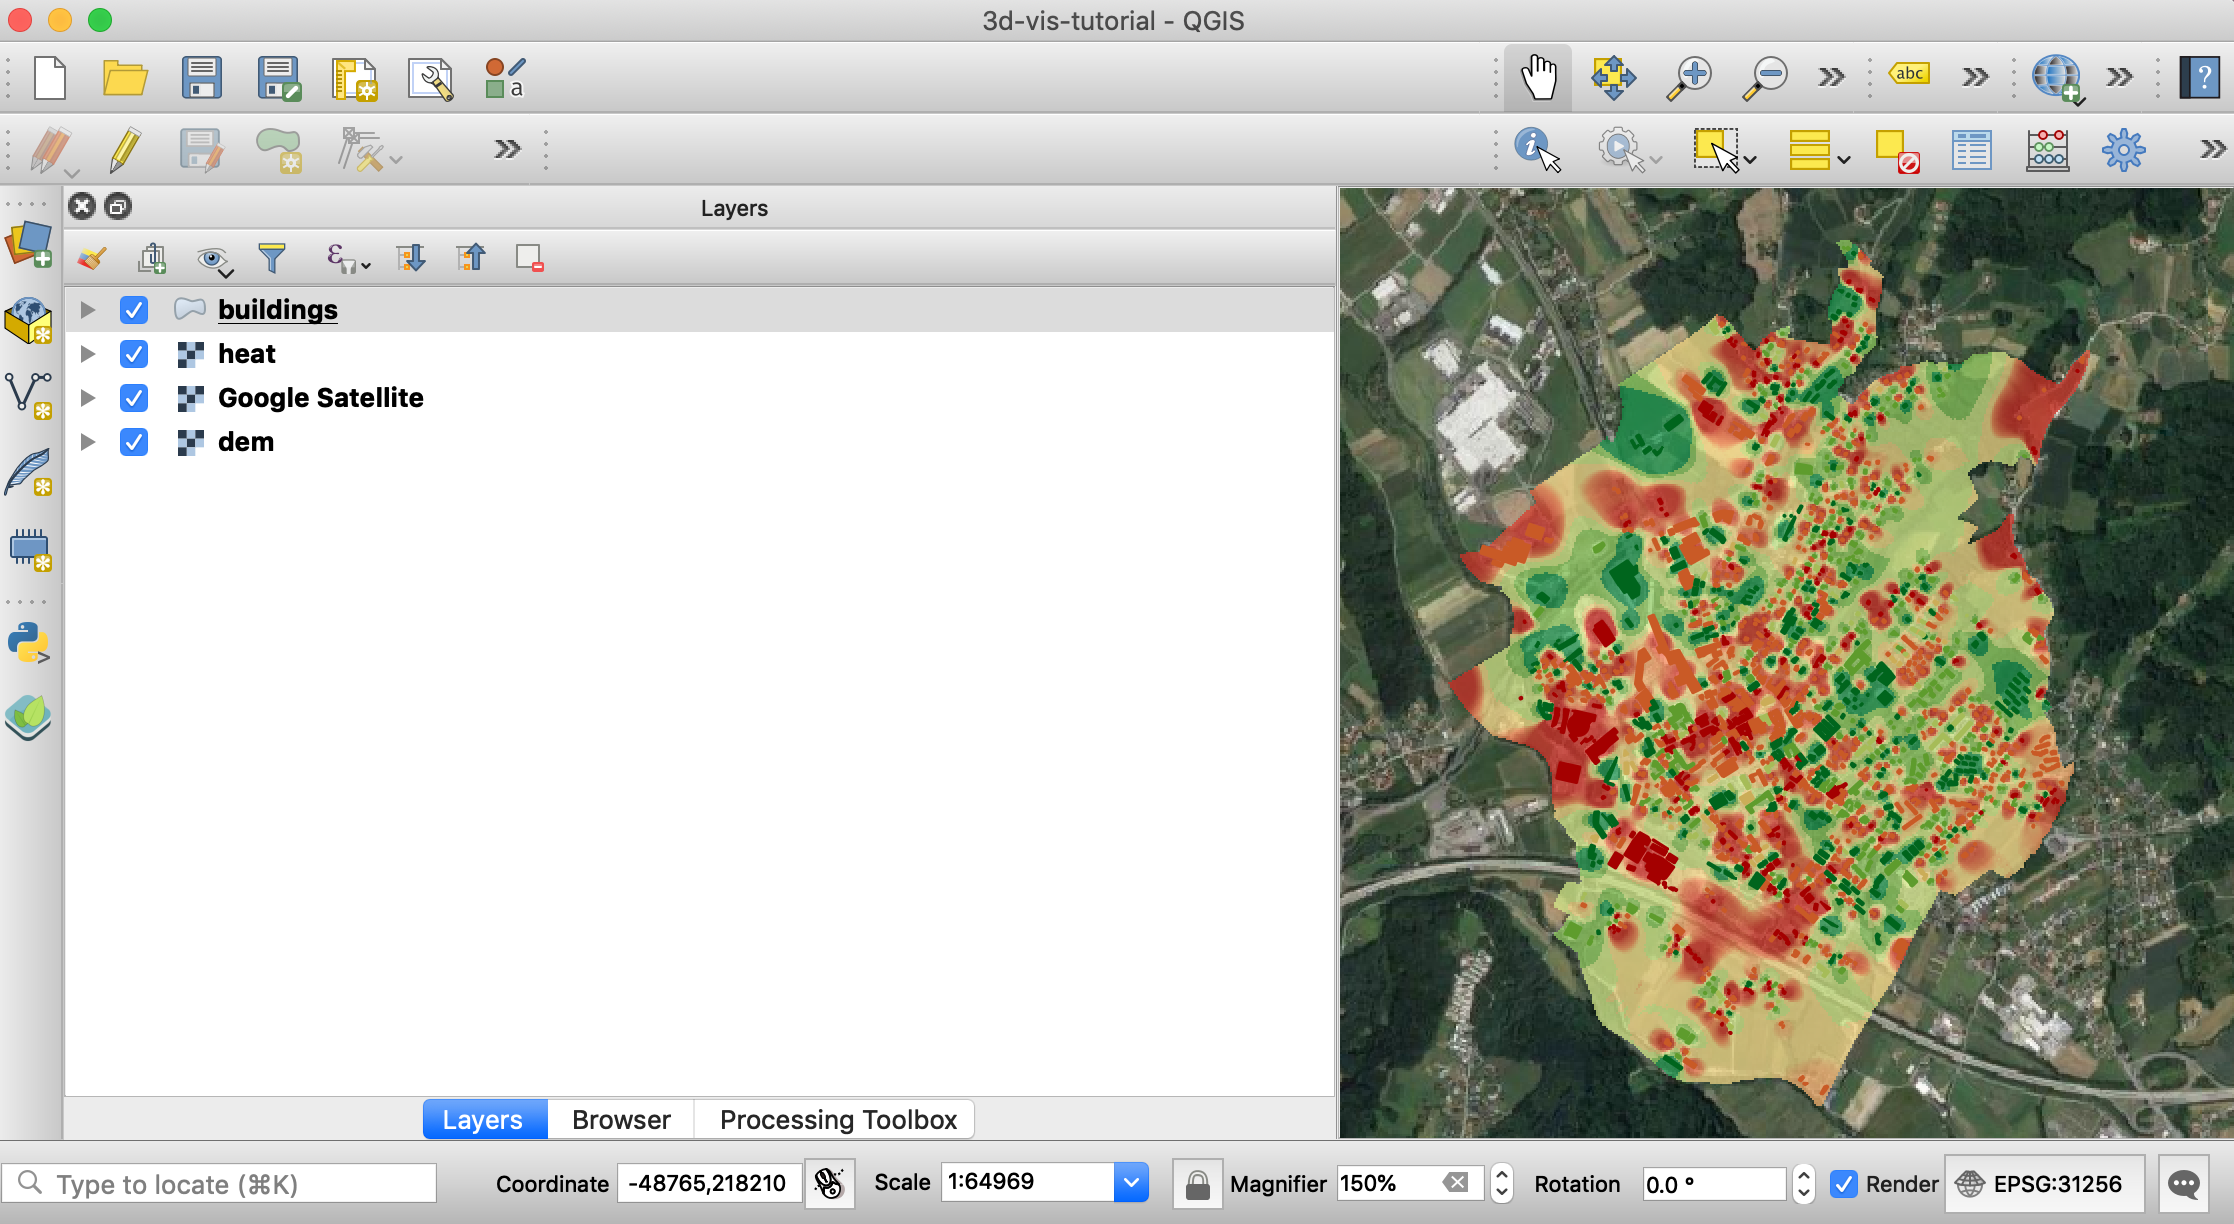 3d-vis-tutorial - QGIS
a
abc
?
i
Layers
ε
buildings
heat
Google Satellite
dem
Layers Browser Processing Toolbox
Type to locate (⌘K) Coordinate -48765,218210 Scale 1:64969 Magnifier 150% Rotation 0.0 ° Render EPSG:31256